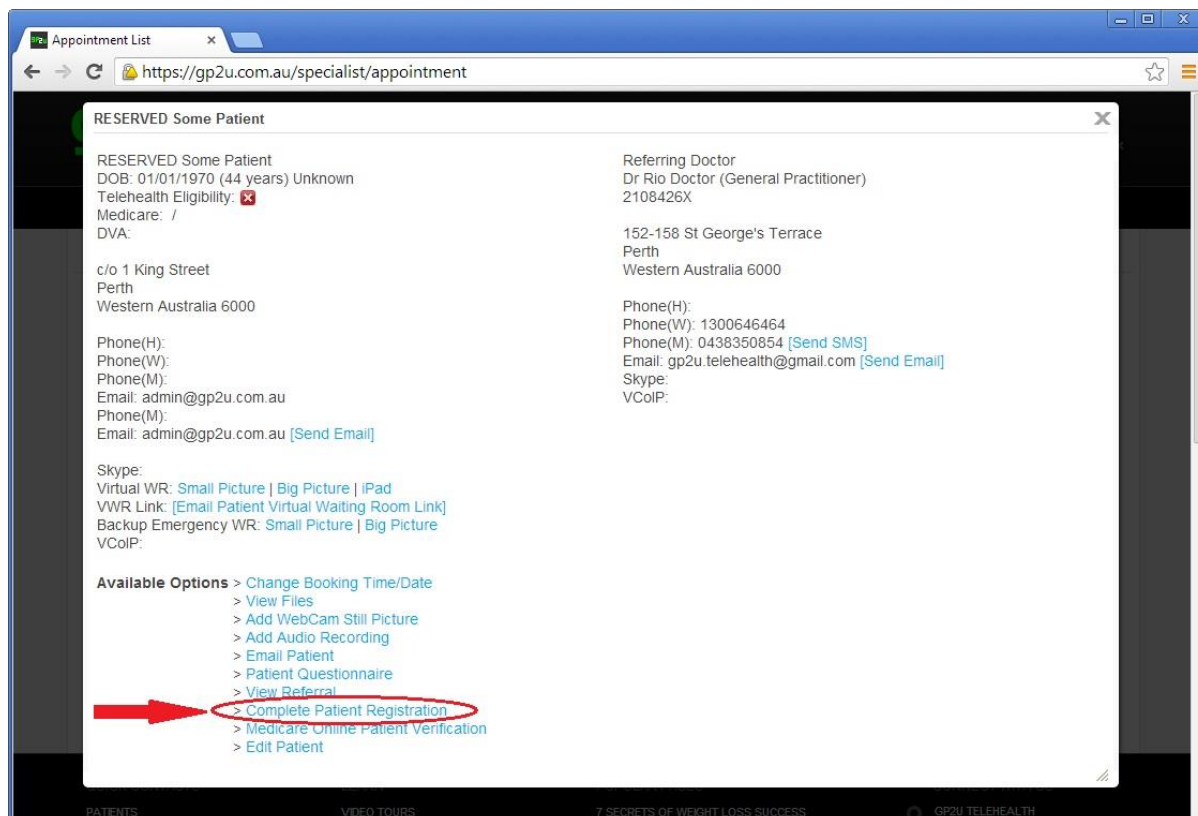 Appointment List
https://gp2u.com.au/specialist/appointment
RESERVED Some Patient
RESERVED Some Patient
DOB: 01/01/1970 (44 years) Unknown
Telehealth Eligibility:
Medicare: /
DVA:
c/o 1 King Street
Perth
Western Australia 6000
Phone(H):
Phone(W):
Phone(M):
Email: admin@gp2u.com.au
Phone(M):
Email: admin@gp2u.com.au [Send Email]
Skype:
Virtual WR: Small Picture | Big Picture | iPad
VWR Link: [Email Patient Virtual Waiting Room Link]
Backup Emergency WR: Small Picture | Big Picture
VCoIP:
Referring Doctor
Dr Rio Doctor (General Practitioner)
2108426X
152-158 St George's Terrace
Perth
Western Australia 6000
Phone(H):
Phone(W): 1300646464
Phone(M): 0438350854 [Send SMS]
Email: gp2u.telehealth@gmail.com [Send Email]
Skype:
VCoIP:
Available Options > Change Booking Time/Date
> View Files
> Add WebCam Still Picture
> Add Audio Recording
> Email Patient
> Patient Questionnaire
> View Referral
> Complete Patient Registration
> Medicare Online Patient Verification
> Edit Patient
PATIENTS
VIDEO TOURS
7 SECRETS OF WEIGHT LOSS SUCCESS
GP2U TELEHEALTH